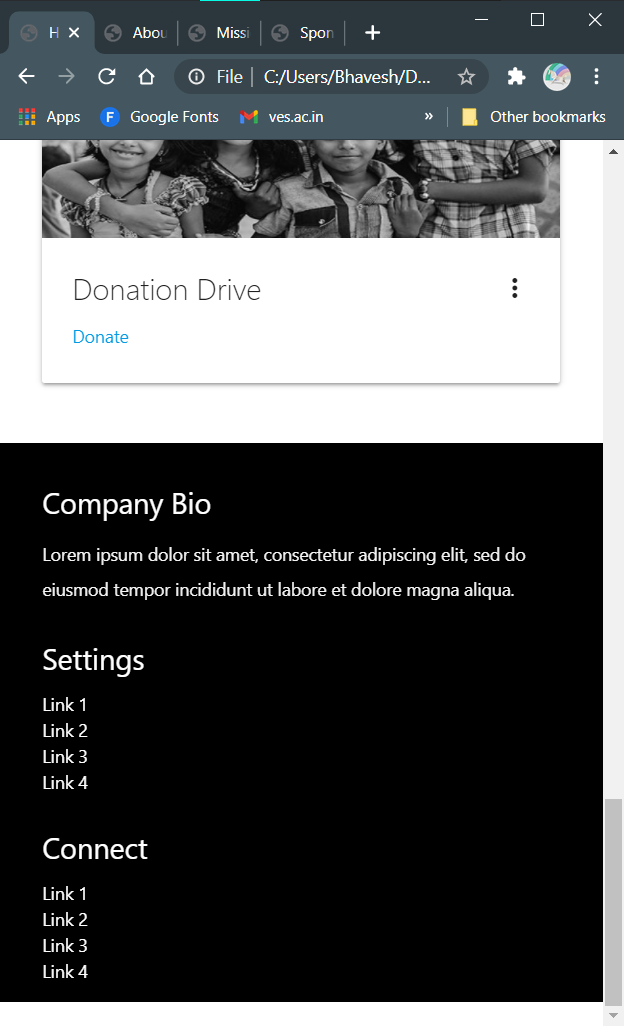 H
Abou
Missi
Spon
File
C:/Users/Bhavesh/D...
Apps
F
Google Fonts
ves.ac.in
»
Other bookmarks
Donation Drive
Donate
Company Bio
Lorem ipsum dolor sit amet, consectetur adipiscing elit, sed do
eiusmod tempor incididunt ut labore et dolore magna aliqua.
Settings
Link 1
Link 2
Link 3
Link 4
Connect
Link 1
Link 2
Link 3
Link 4